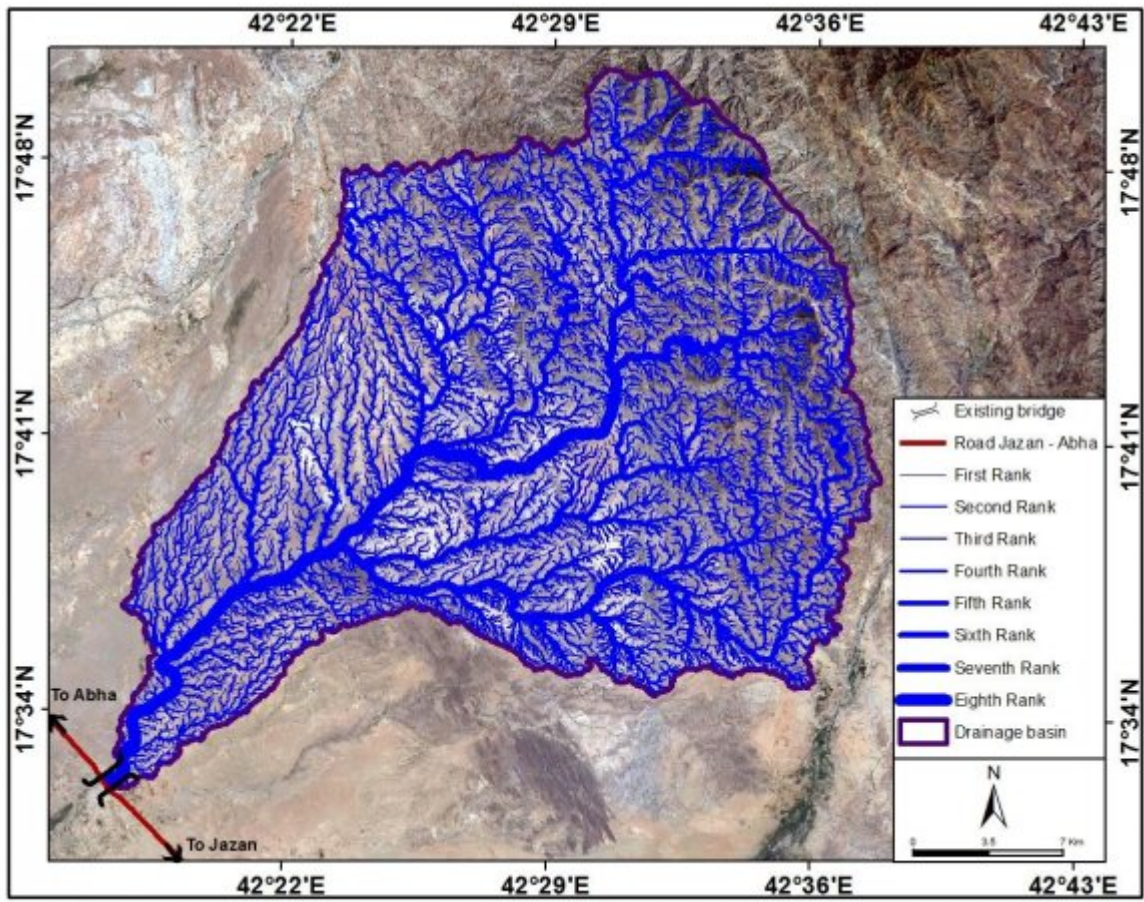 42°22'E 42°29'E 42°36'E 42°43'E
17°48'N
17°48'N
17°41'N
17°41'N
Existing bridge
Road Jazan - Abha
First Rank
Second Rank
Third Rank
Fourth Rank
Fifth Rank
Sixth Rank
Seventh Rank
Eighth Rank
Drainage basin
17°34'N
17°34'N
To Abha
To Jazan
N
0 3.5 7 Km
42°22'E 42°29'E 42°36'E 42°43'E